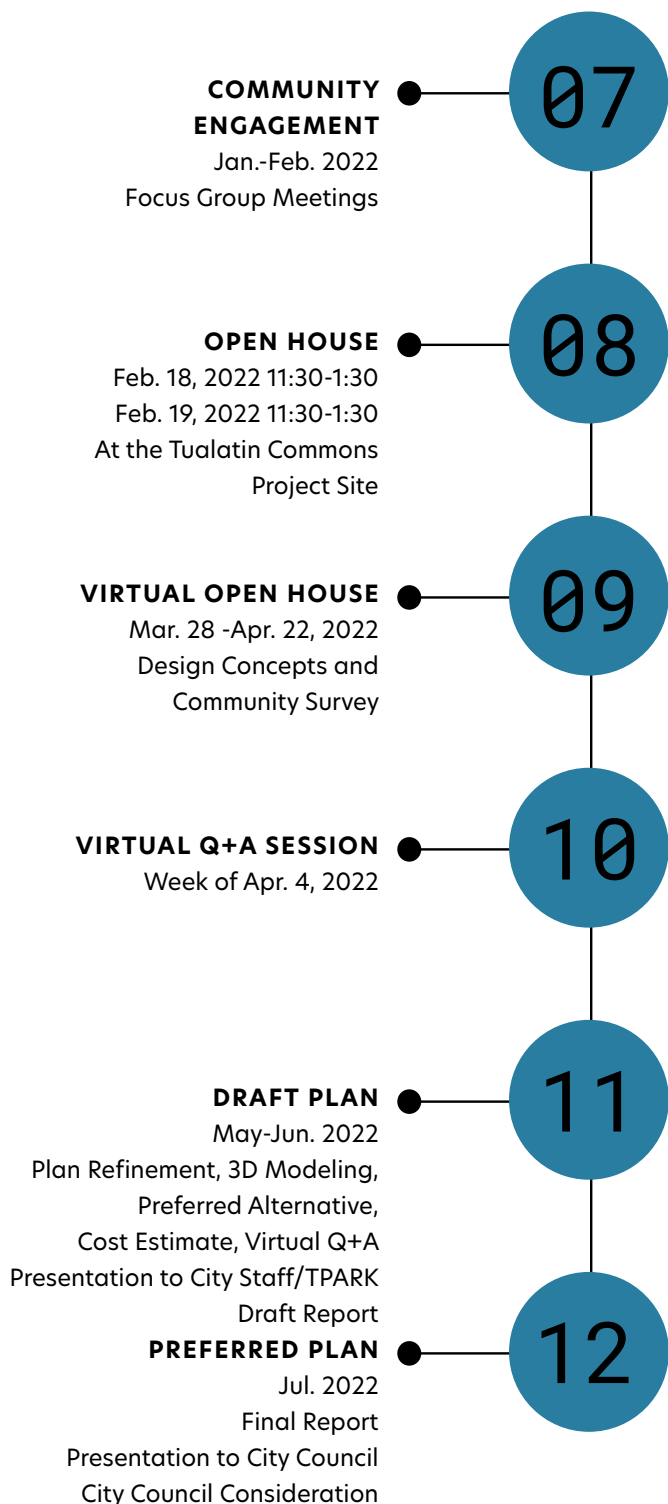 07
COMMUNITY
ENGAGEMENT
Jan.-Feb. 2022
Focus Group Meetings
08
OPEN HOUSE
Feb. 18, 2022 11:30-1:30
Feb. 19, 2022 11:30-1:30
At the Tualatin Commons
Project Site
09
VIRTUAL OPEN HOUSE
Mar. 28 -Apr. 22, 2022
Design Concepts and
Community Survey
10
VIRTUAL Q+A SESSION
Week of Apr. 4, 2022
11
DRAFT PLAN
May-Jun. 2022
Plan Refinement, 3D Modeling,
Preferred Alternative,
Cost Estimate, Virtual Q+A
Presentation to City Staff/TPARK
Draft Report
12
PREFERRED PLAN
Jul. 2022
Final Report
Presentation to City Council
City Council Consideration